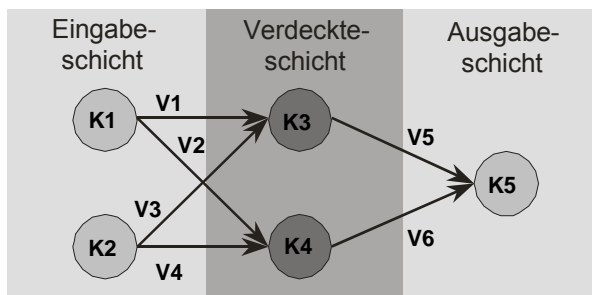 Eingabe-
schicht
Verdeckte-
schicht
Ausgabe-
schicht
K1
V1
K3
V2
V5
K5
V3
K2
V4
K4
V6